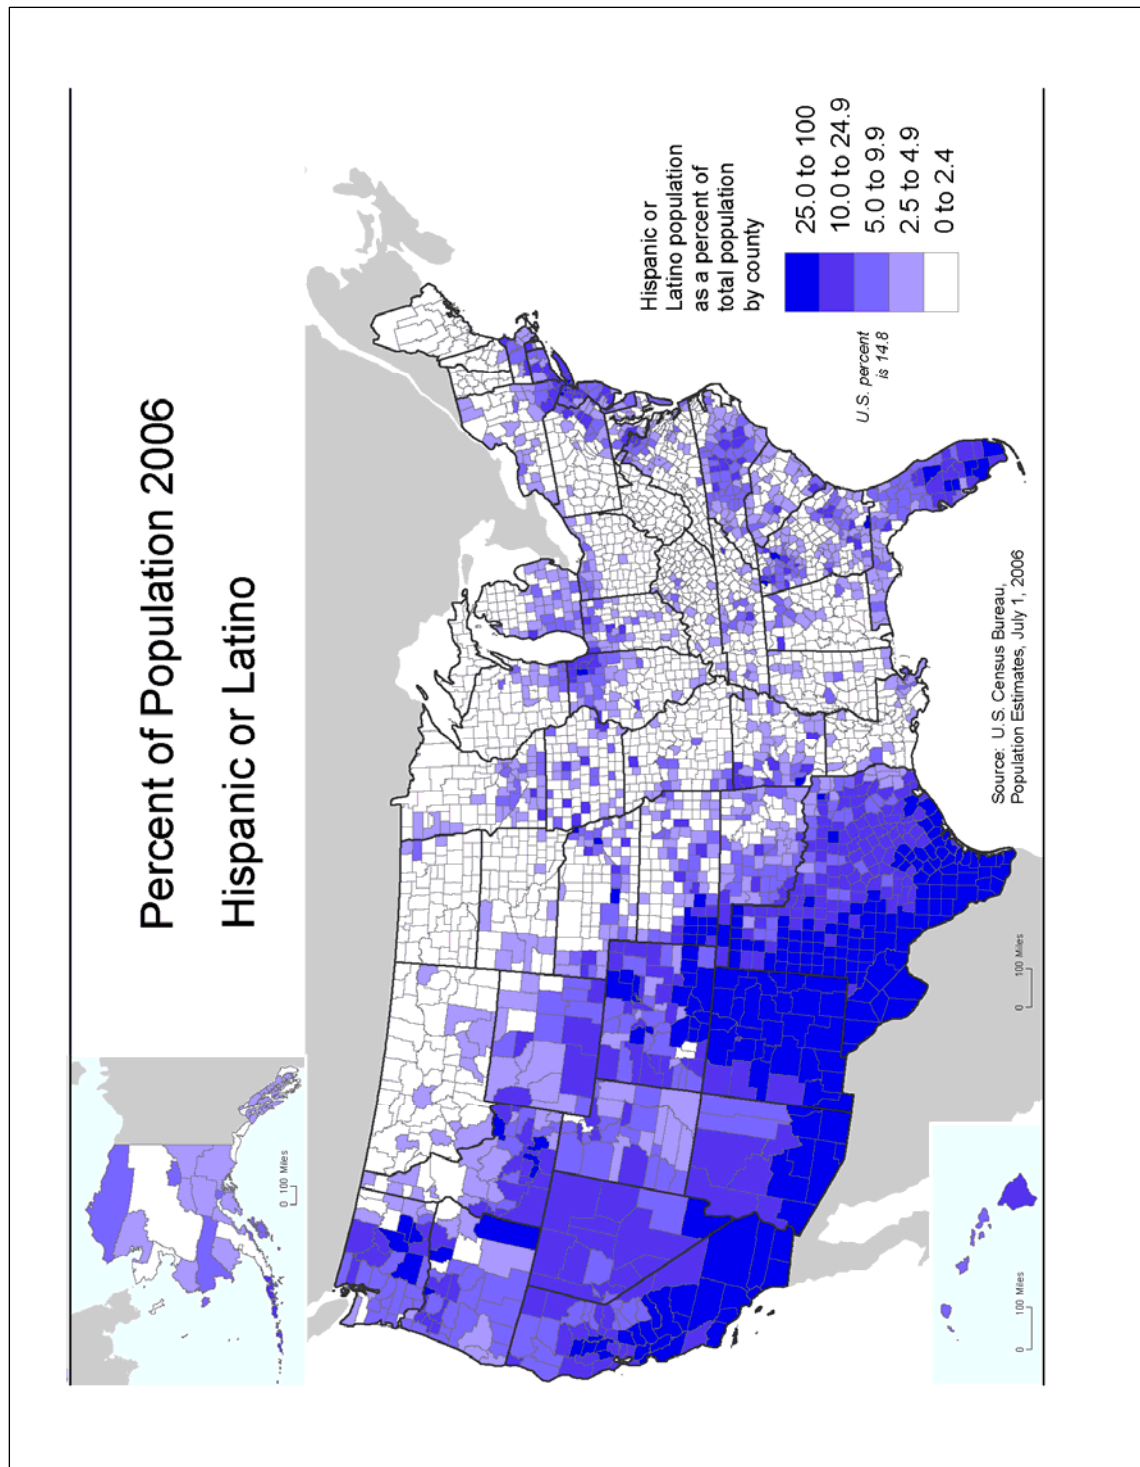 Percent of Population 2006
Hispanic or Latino
Hispanic or
Latino population
as a percent of
total population
by county
25.0 to 100
10.0 to 24.9
5.0 to 9.9
2.5 to 4.9
0 to 2.4
U.S. percent
is 14.8
Source: U.S. Census Bureau,
Population Estimates, July 1, 2006
0 100 Miles
0 100 Miles
0 100 Miles